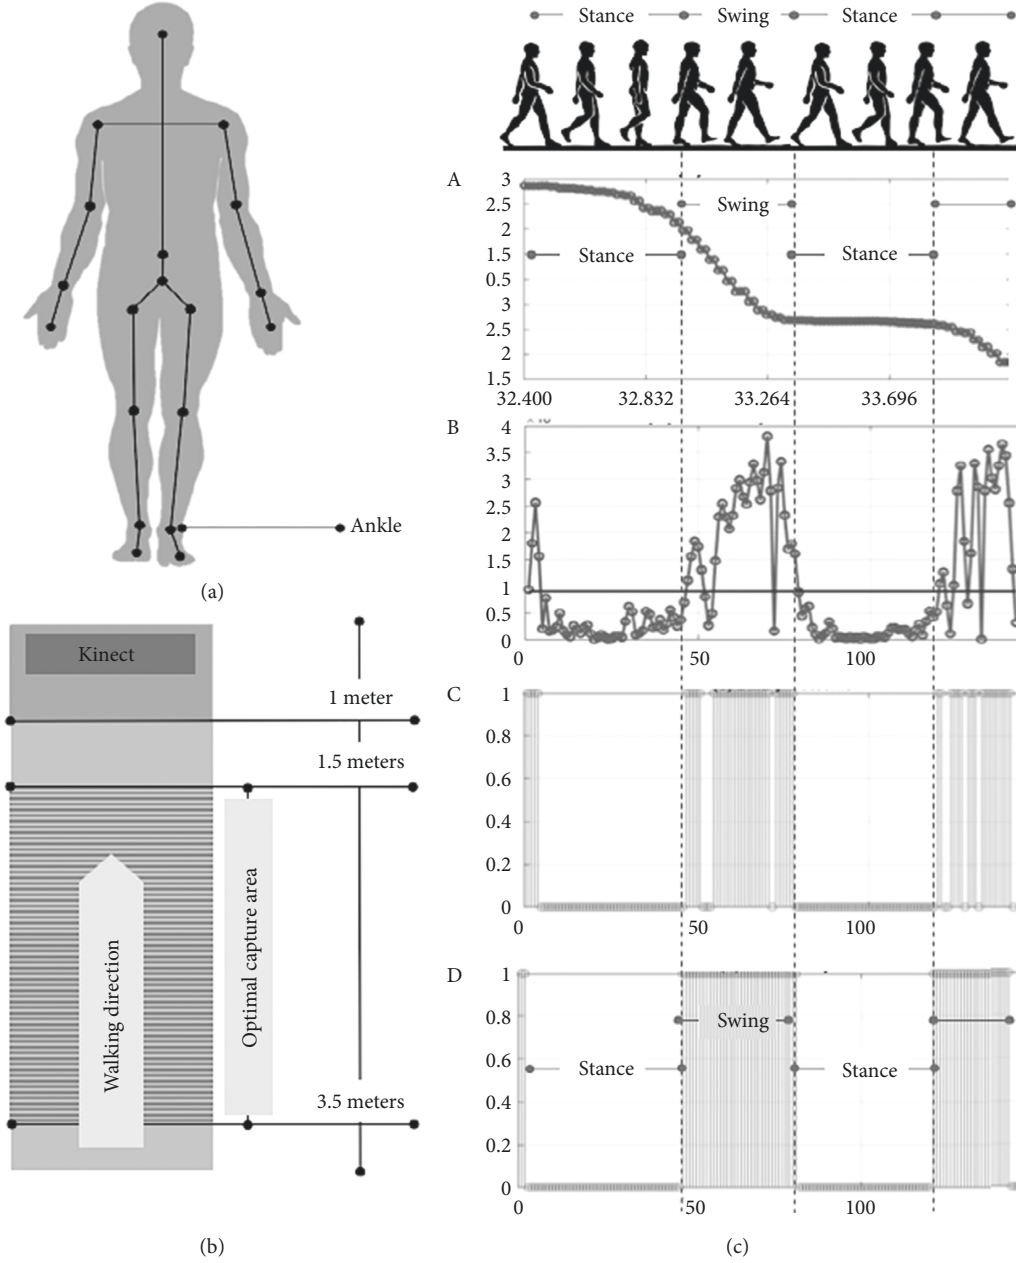 Ankle
(a)
Kinect
1 meter
1.5 meters
Optimal capture area
Walking direction
3.5 meters
(b)
Stance Swing Stance
A
3
2.5
2
1.5
0.5
3
2.5
2
1.5
Swing
Stance Stance
32.400 32.832 33.264 33.696
B
4
3.5
3
2.5
2
1.5
1
0.5
0
0 50 100
C
1
0.8
0.6
0.4
0.2
0
0 50 100
D
1
0.8
0.6
0.4
0.2
0
Swing
Stance Stance
0 50 100
(c)